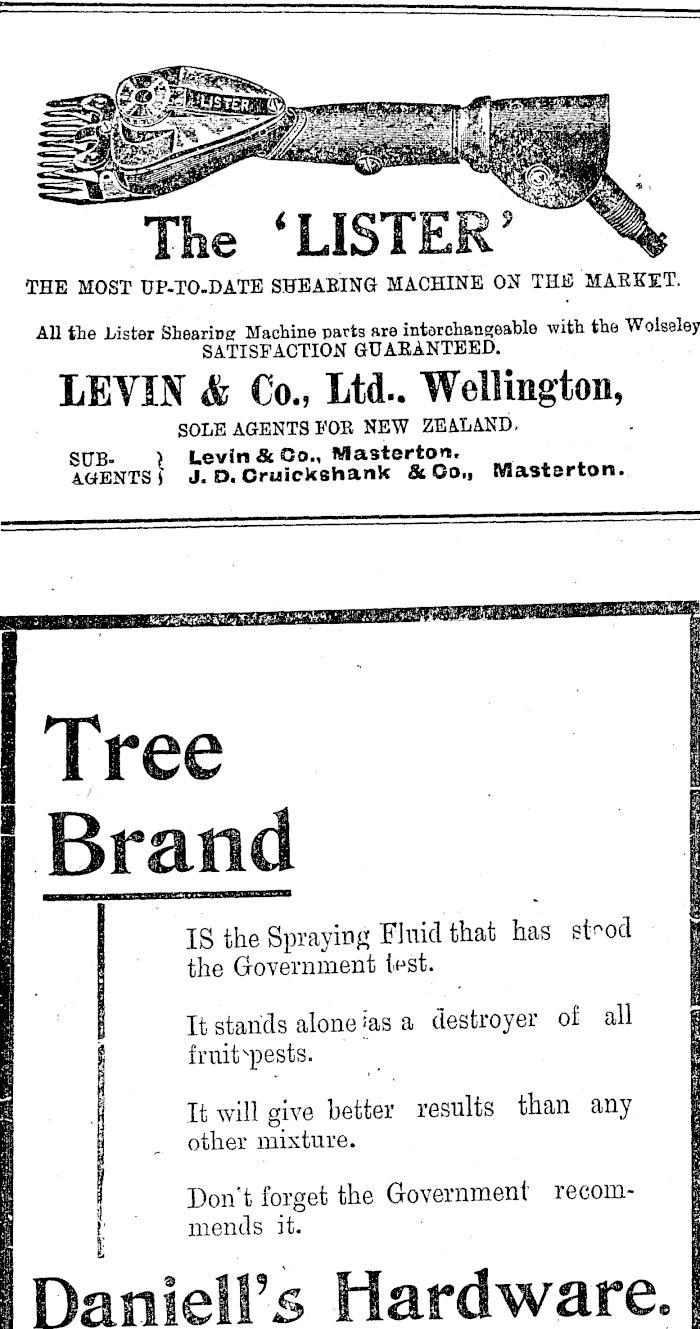 LISTER
The 'LISTER'
THE MOST UP-TO-DATE SHEARING MACHINE ON THE MARKET.
All the Lister Shearing Machine parts are interchangeable with the Wolseley
SATISFACTION GUARANTEED.
LEVIN & Co., Ltd.. Wellington,
SOLE AGENTS FOR NEW ZEALAND.
SUB- } Levin & Co., Masterton.
AGENTS } J. D. Cruickshank & Co., Masterton.
Tree
Brand
IS the Spraying Fluid that has stood
the Government test.
It stands alone as a destroyer of all
fruit pests.
It will give better results than any
other mixture.
Don't forget the Government recom-
mends it.
Daniell's Hardware.